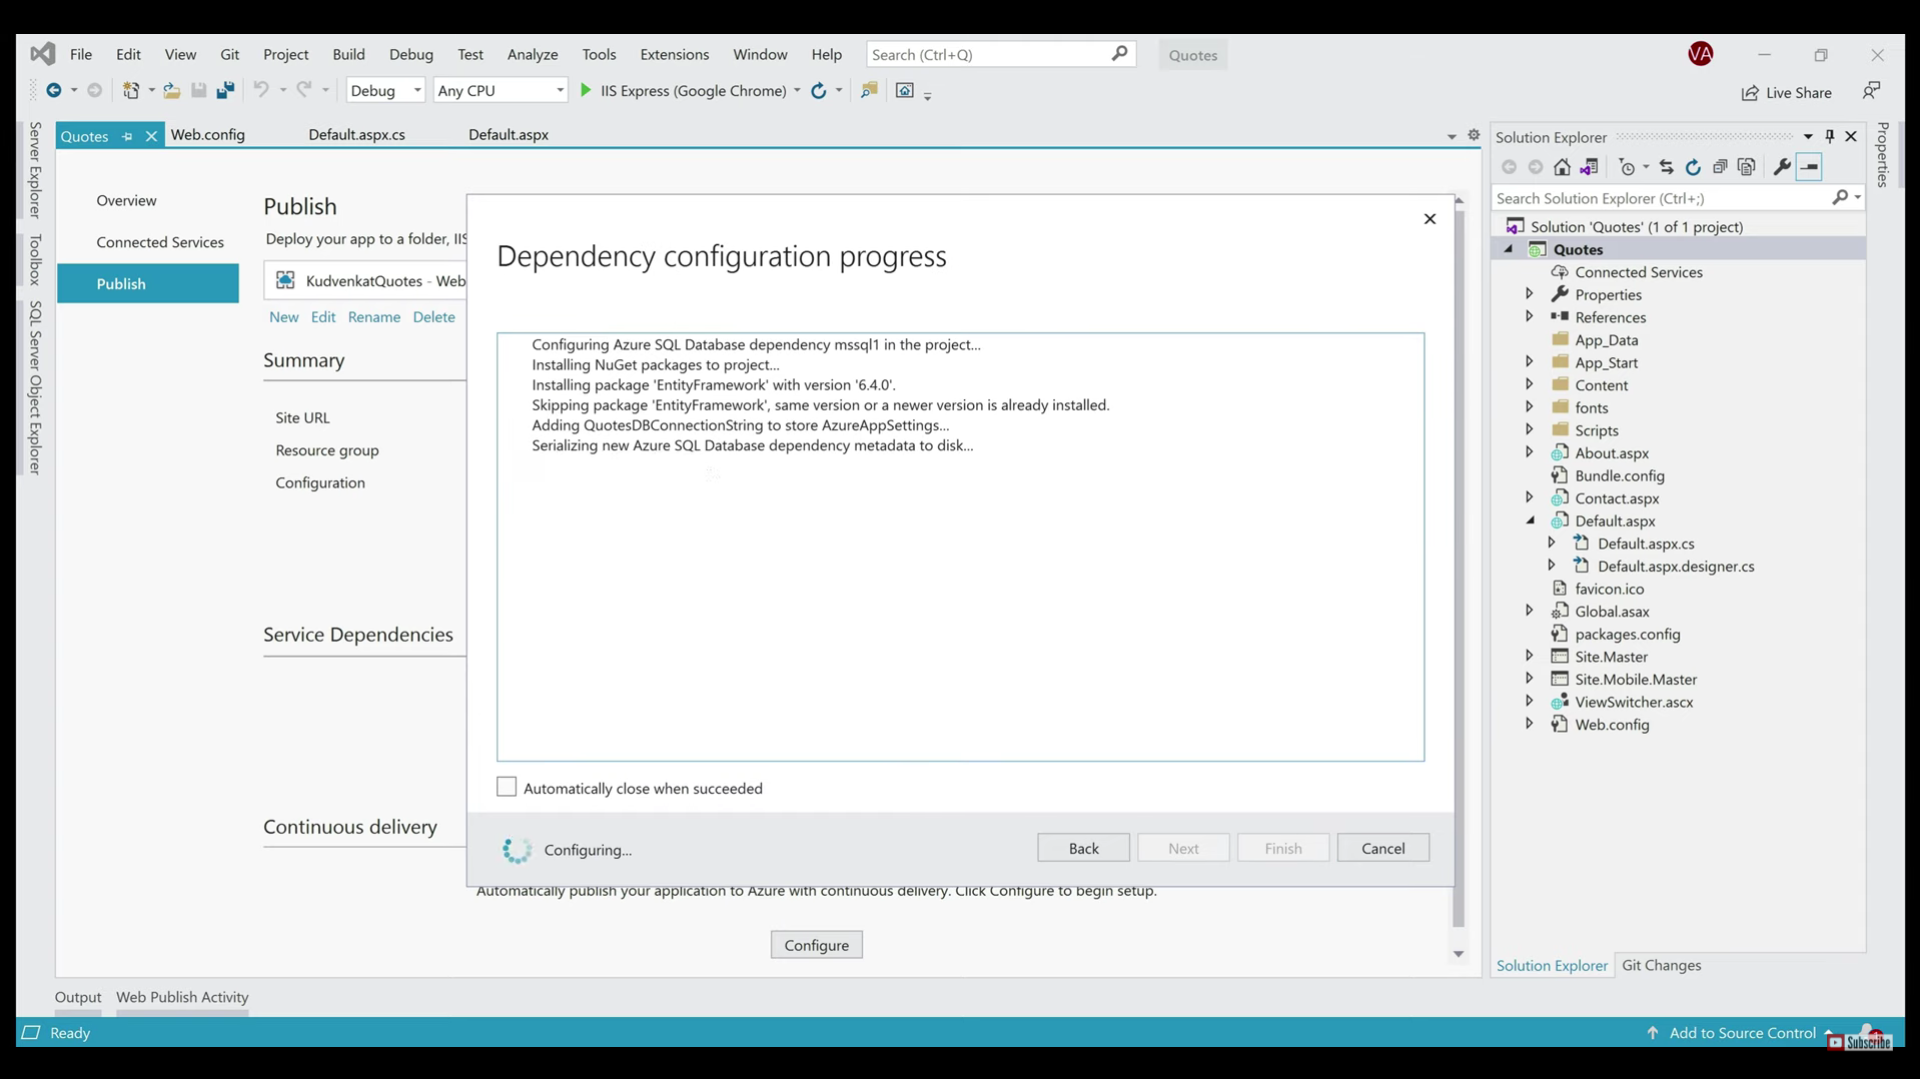 File Edit View Git Project Build Debug Test Tools Analyze Extensions Window Help Search (Ctrl+Q) Quotes VA
Debug Any CPU IIS Express (Google Chrome) Live Share
Server Explorer
Toolbox
SQL Server Object Explorer
Quotes Web.config Default.aspx.cs Default.aspx
Overview
Connected Services
Publish
Publish
Deploy your app to a folder, IIS
KudvenkatQuotes - Web
New Edit Rename Delete
Summary
Site URL
Resource group
Configuration
Service Dependencies
Continuous delivery
Dependency configuration progress
Configuring Azure SQL Database dependency mssql1 in the project...
Installing NuGet packages to project...
Installing package 'EntityFramework' with version '6.4.0'.
Skipping package 'EntityFramework', same version or a newer version is already installed.
Adding QuotesDBConnectionString to store AzureAppSettings...
Serializing new Azure SQL Database dependency metadata to disk...
Automatically close when succeeded
Configuring...
Back Next Finish Cancel
Automatically publish your application to Azure with continuous delivery. Click Configure to begin setup.
Configure
Solution Explorer
Search Solution Explorer (Ctrl+;)
Solution 'Quotes' (1 of 1 project)
Quotes
Connected Services
Properties
References
App_Data
App_Start
Content
fonts
Scripts
About.aspx
Bundle.config
Contact.aspx
Default.aspx
Default.aspx.cs
Default.aspx.designer.cs
favicon.ico
Global.asax
packages.config
Site.Master
Site.Mobile.Master
ViewSwitcher.ascx
Web.config
Solution Explorer Git Changes
Properties
Output Web Publish Activity
Ready Add to Source Control
Subscribe